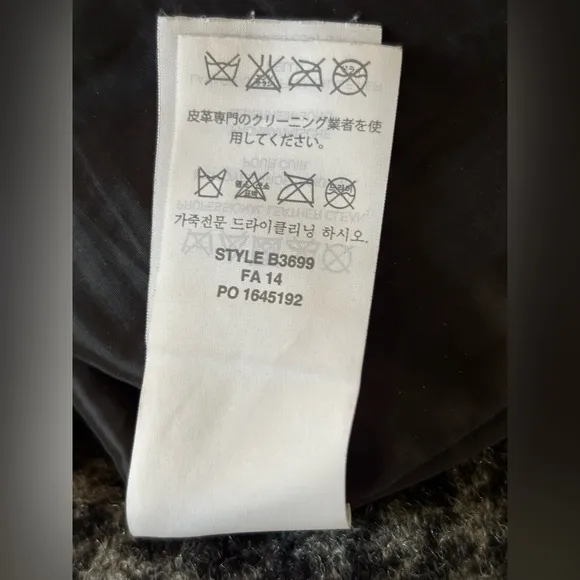 皮革専門のクリーニング業者を使
用してください。
가죽전문 드라이클리닝 하시오.
STYLE B3699
FA 14
PO 1645192